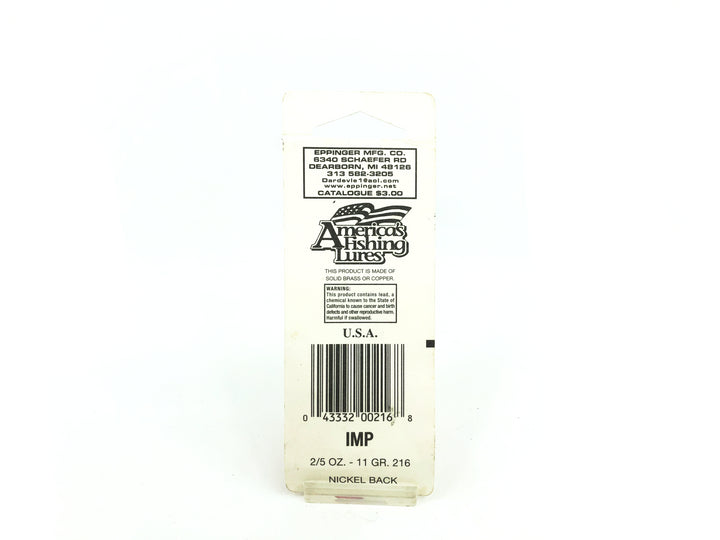 EPPINGER MFG. CO.
6340 SCHAEFER RD
DEARBORN, MI 48126
313 582-3205
Dardevle1@aol.com
www.eppinger.net
CATALOGUE $3.00
America's
Fishing
Lures
THIS PRODUCT IS MADE OF
SOLID BRASS OR COPPER.
WARNING:
This product contains lead, a
chemical known to the State of
California to cause cancer and birth
defects and other reproductive harm.
Harmful if swallowed.
U.S.A.
0 43332 00216 8
IMP
2/5 OZ. - 11 GR. 216
NICKEL BACK